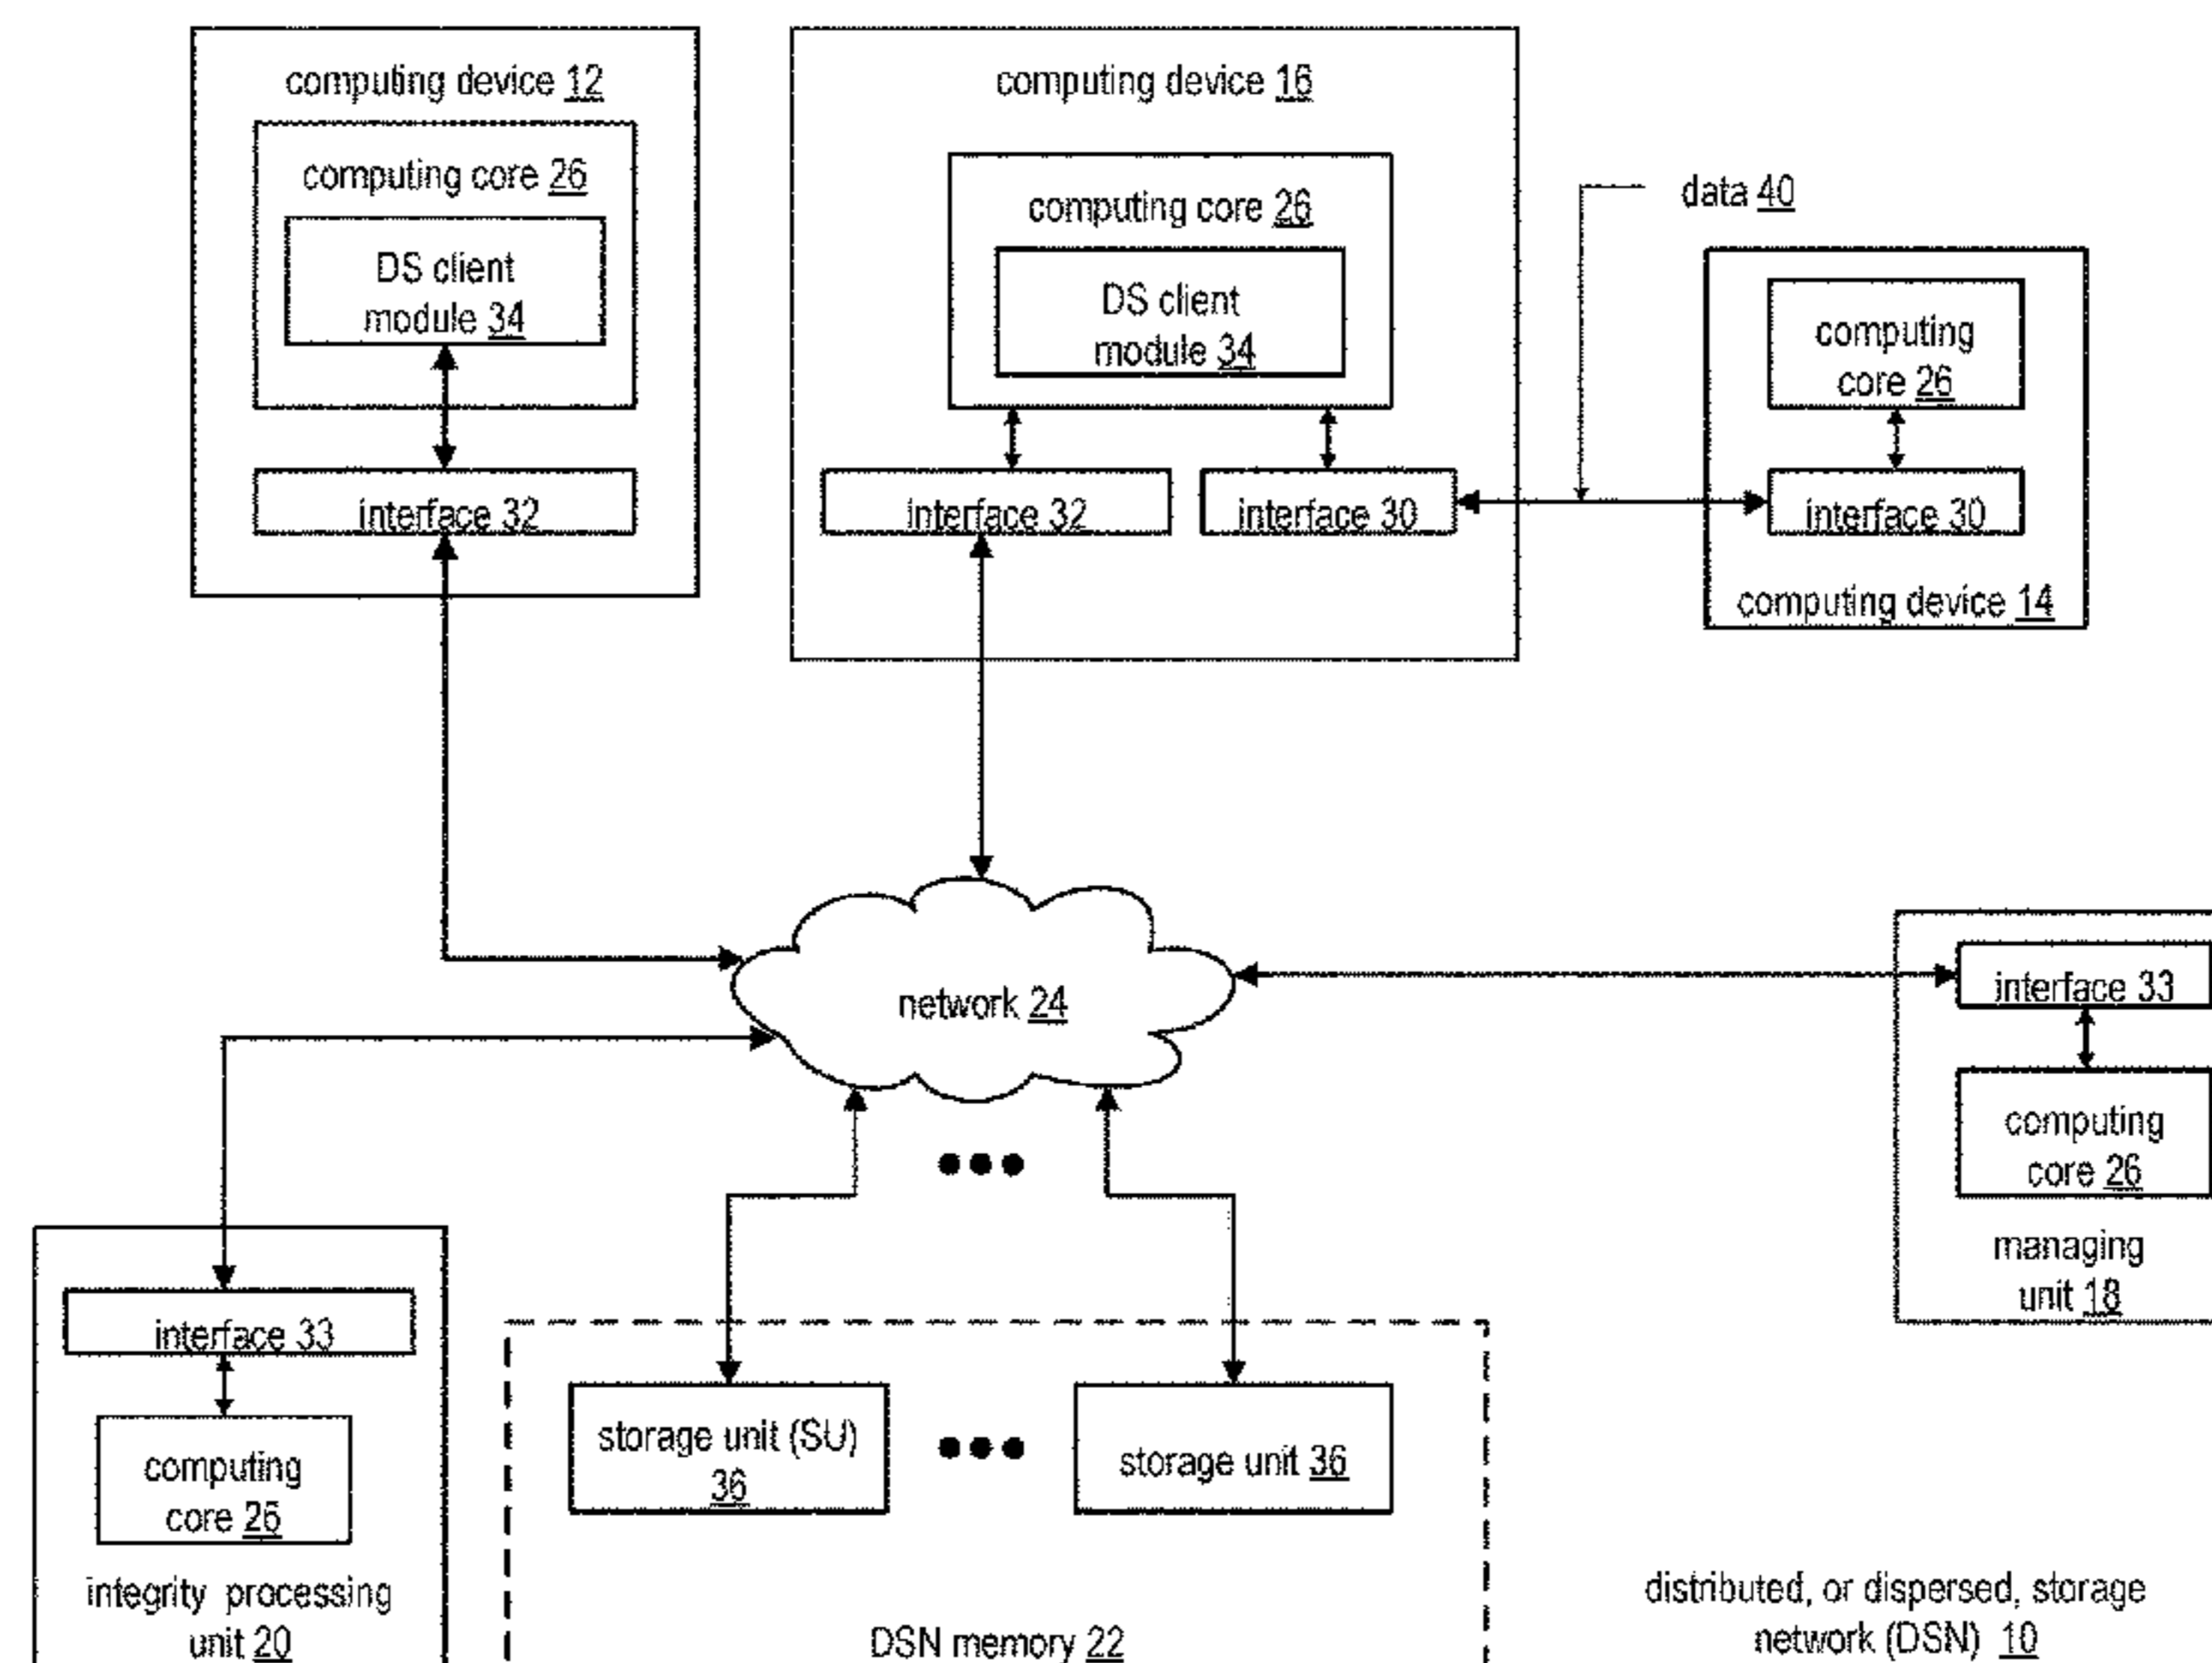 computing device 12
computing core 26
DS client
module 34
interface 32
computing device 16
computing core 26
DS client
module 34
interface 32
interface 30
data 40
computing
core 26
interface 30
computing device 14
network 24
interface 33
computing
core 26
managing
unit 18
interface 33
computing
core 26
integrity processing
unit 20
storage unit (SU)
36
storage unit 36
DSN memory 22
distributed, or dispersed, storage
network (DSN) 10